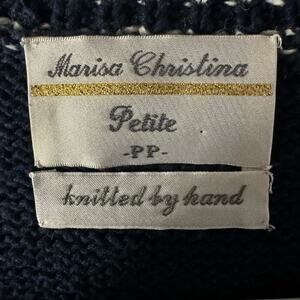 Marisa Christina
Petite
-PP-
knitted by hand